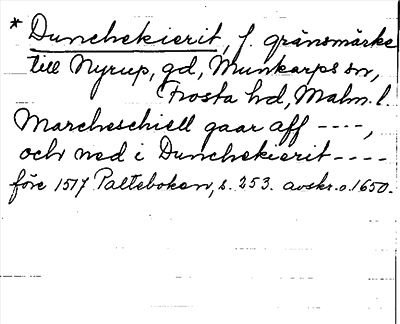 * Dunchekierit, f. gränsmärke
till Nyrup, gd, Munkarps sn,
Frosta hd, Malm. l.
Marcheschiell gaar aff ----,
och ned i Dunchekierit ----
före 1517 Palteboken, s. 253. avskr. o. 1650.